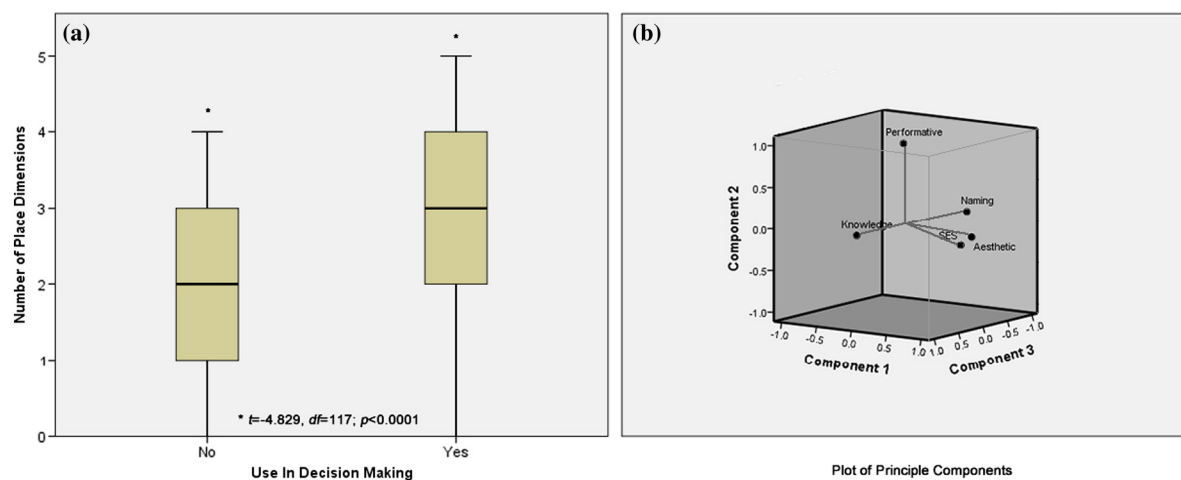 (a)
Number of Place Dimensions
5
4
3
2
1
0
*
*
* t=-4.829, df=117; p<0.0001
No
Yes
Use In Decision Making
(b)
Component 2
1.0
0.5
0.0
-0.5
-1.0
Performative
Naming
Knowledge
SES
Aesthetic
-1.0
-0.5
0.0
0.5
1.0
Component 1
1.0
0.5
0.0
-0.5
-1.0
Component 3
Plot of Principle Components